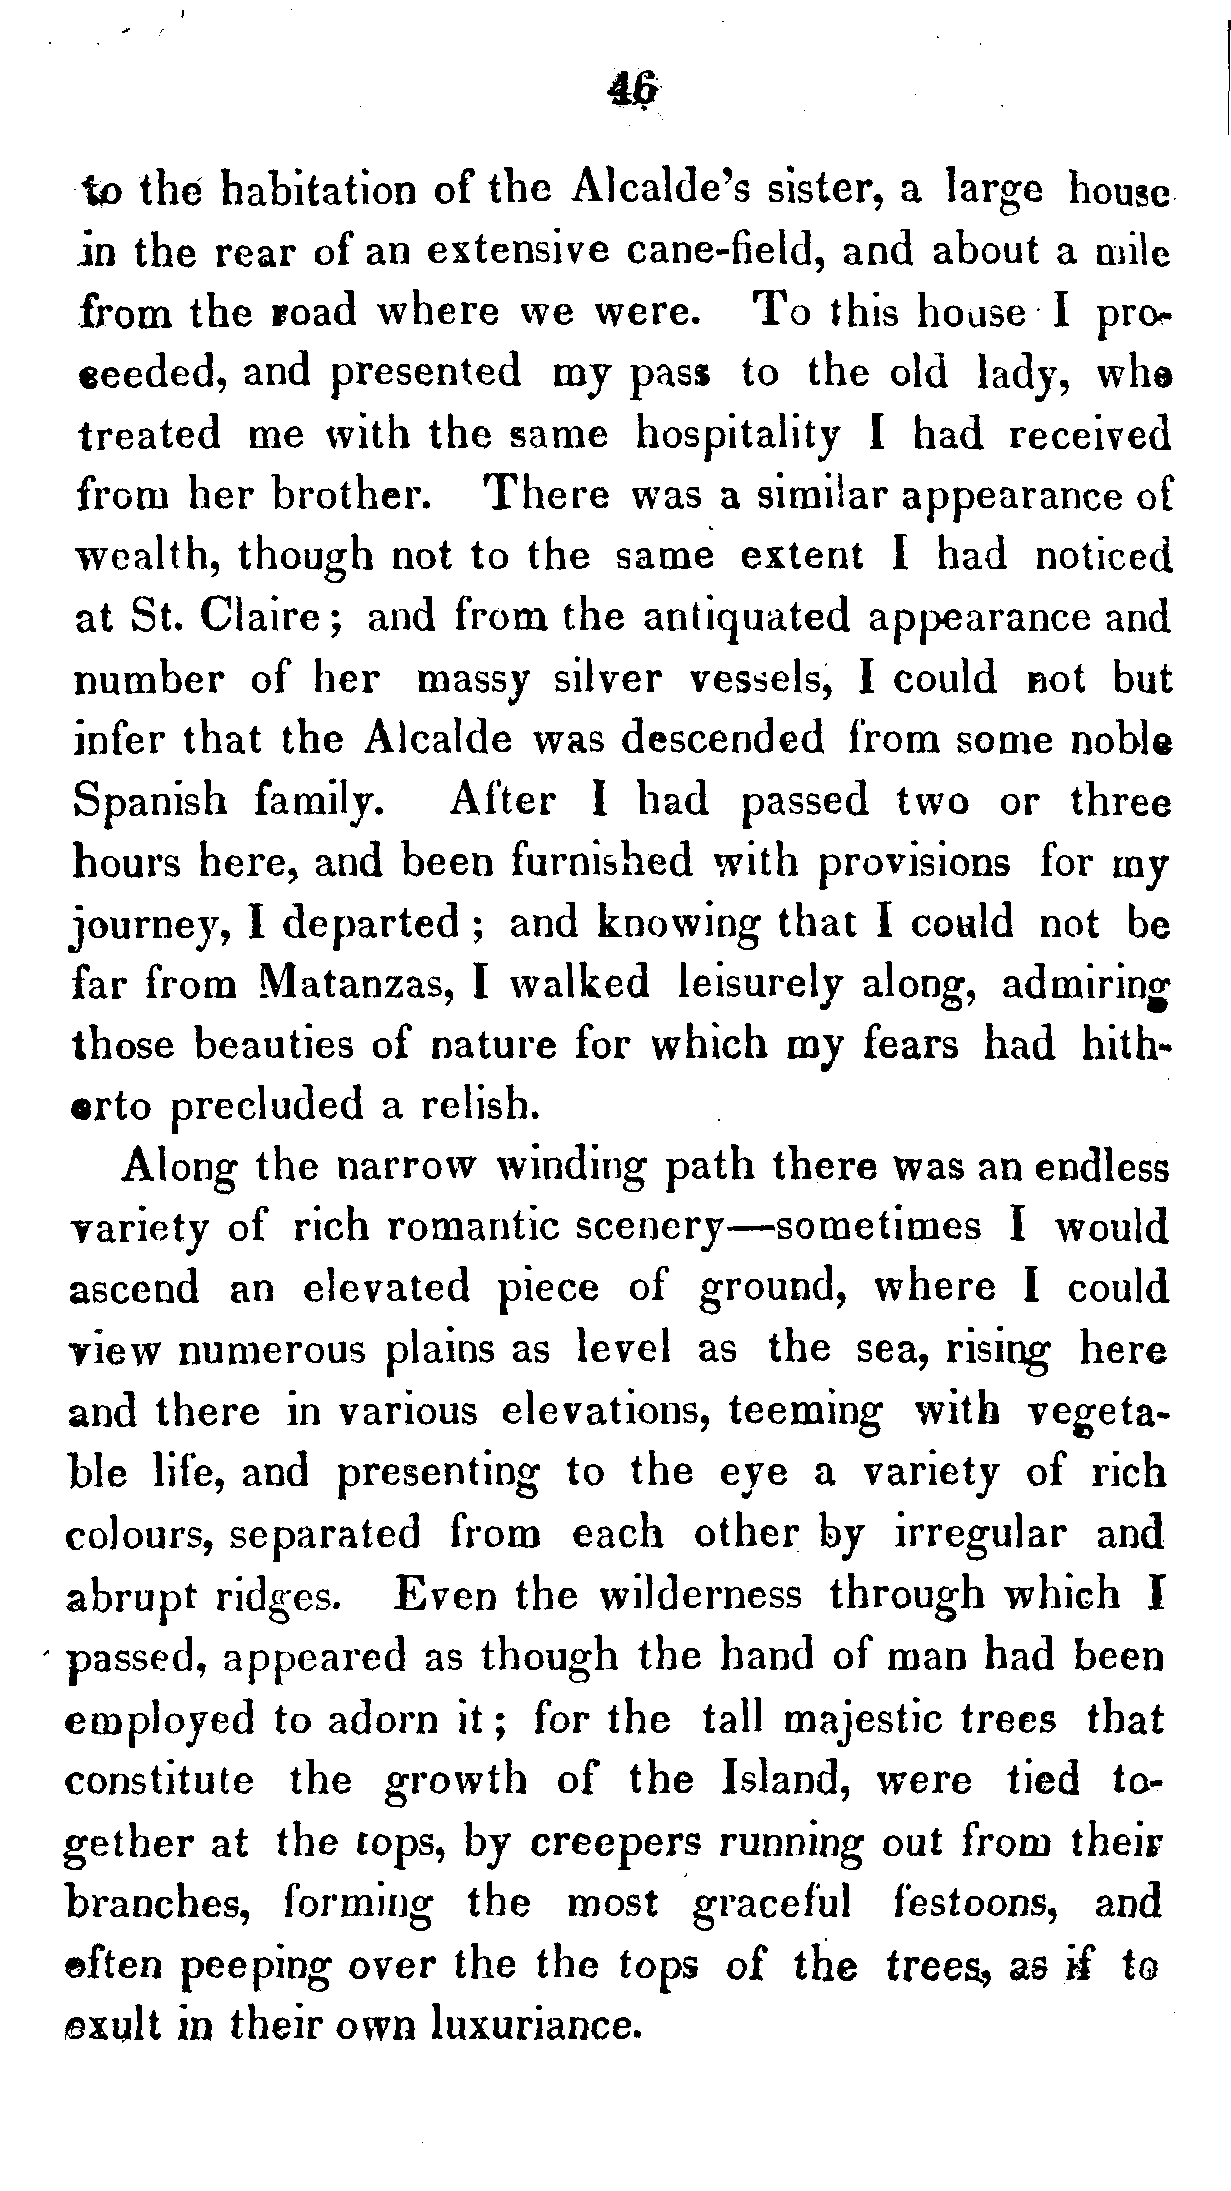 46
to the habitation of the Alcalde's sister, a large house
in the rear of an extensive cane-field, and about a mile
from the road where we were. To this house I pro-
ceeded, and presented my pass to the old lady, who
treated me with the same hospitality I had received
from her brother. There was a similar appearance of
wealth, though not to the same extent I had noticed
at St. Claire; and from the antiquated appearance and
number of her massy silver vessels, I could not but
infer that the Alcalde was descended from some noble
Spanish family. After I had passed two or three
hours here, and been furnished with provisions for my
journey, I departed; and knowing that I could not be
far from Matanzas, I walked leisurely along, admiring
those beauties of nature for which my fears had hith-
erto precluded a relish.
Along the narrow winding path there was an endless
variety of rich romantic scenery—sometimes I would
ascend an elevated piece of ground, where I could
view numerous plains as level as the sea, rising here
and there in various elevations, teeming with vegeta-
ble life, and presenting to the eye a variety of rich
colours, separated from each other by irregular and
abrupt ridges. Even the wilderness through which I
passed, appeared as though the hand of man had been
employed to adorn it; for the tall majestic trees that
constitute the growth of the Island, were tied to-
gether at the tops, by creepers running out from their
branches, forming the most graceful festoons, and
often peeping over the the tops of the trees, as if to
exult in their own luxuriance.